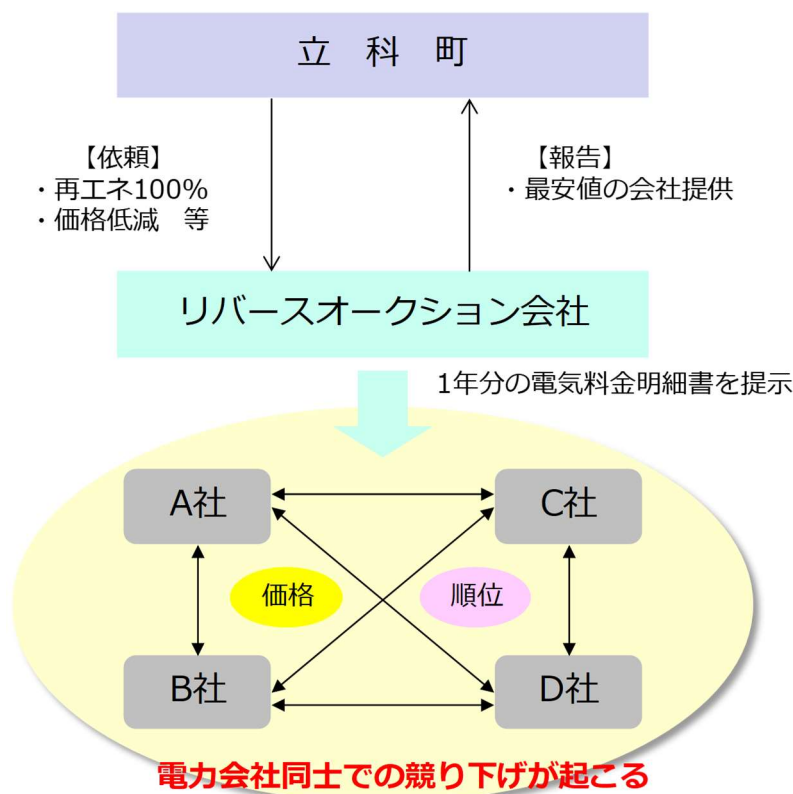 立　科　町
【依頼】
・再エネ100%
・価格低減　等
【報告】
・最安値の会社提供
リバースオークション会社
1年分の電気料金明細書を提示
A社
C社
価格
順位
B社
D社
電力会社同士での競り下げが起こる